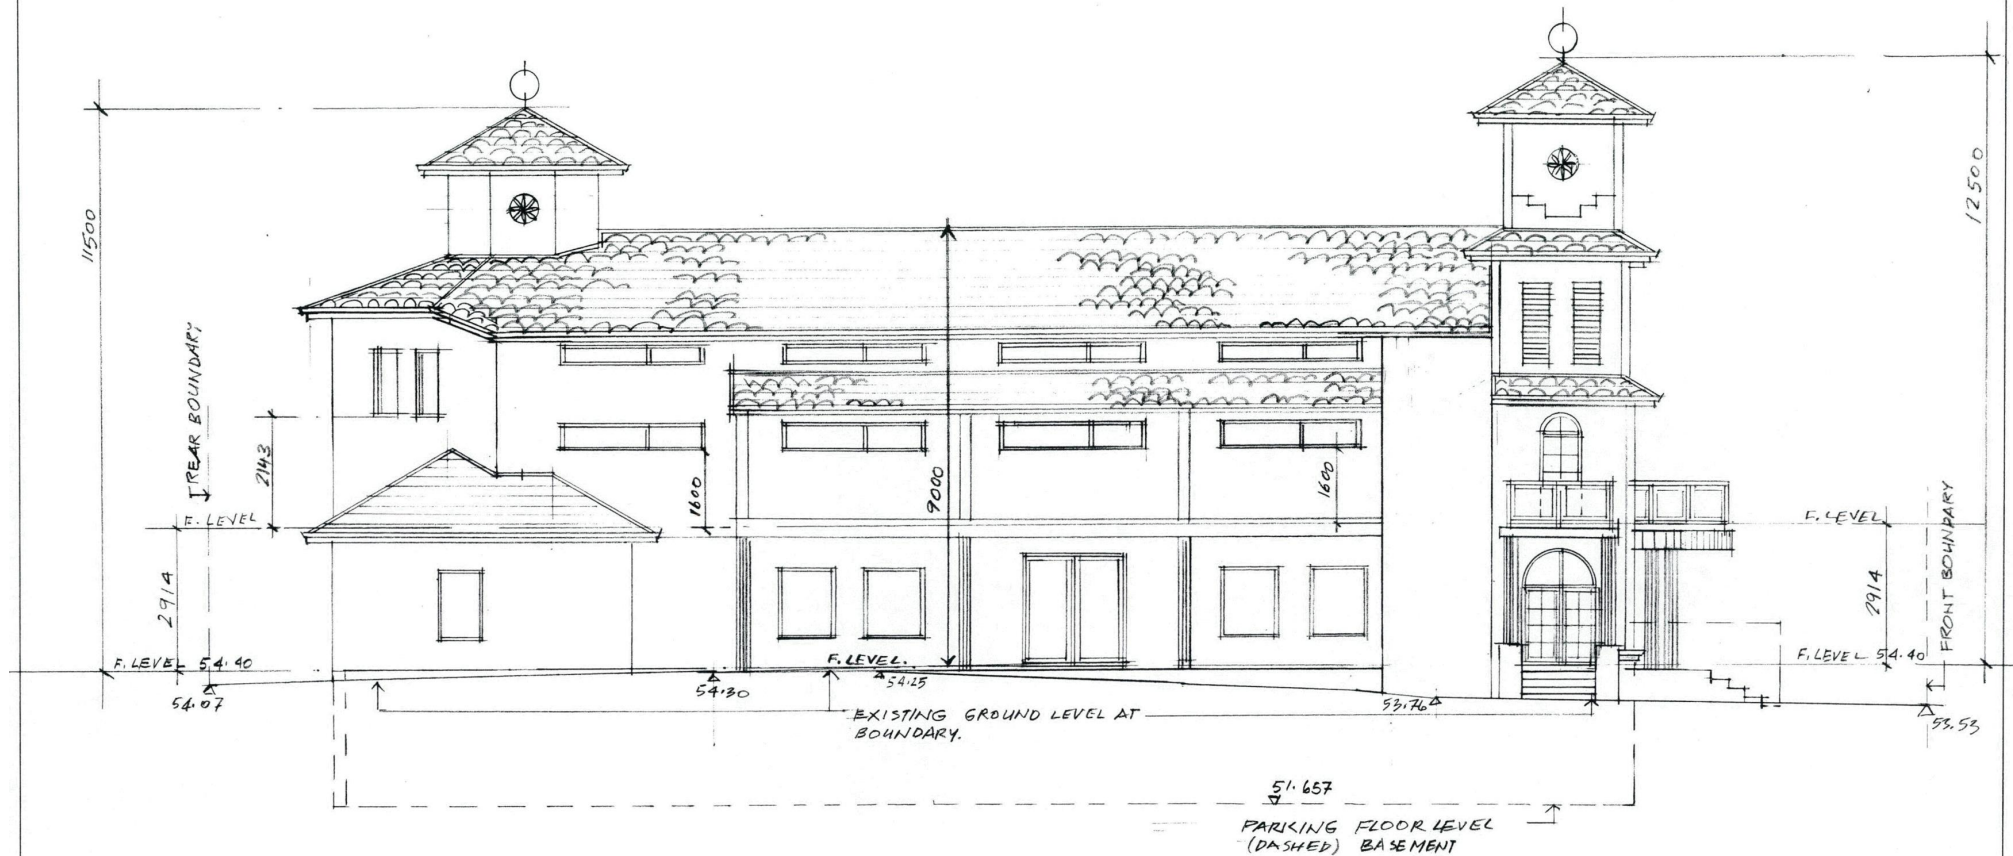 11500
12500
REAR BOUNDARY
2143
1600
9000
1600
F. LEVEL
F. LEVEL
2914
2914
FRONT BOUNDARY
F. LEVEL 54.40
F. LEVEL.
F. LEVEL 54.40
54.07
54.30
54.25
53.76
53.53
EXISTING GROUND LEVEL AT
BOUNDARY.
51.657
PARKING FLOOR LEVEL
(DASHED) BASEMENT